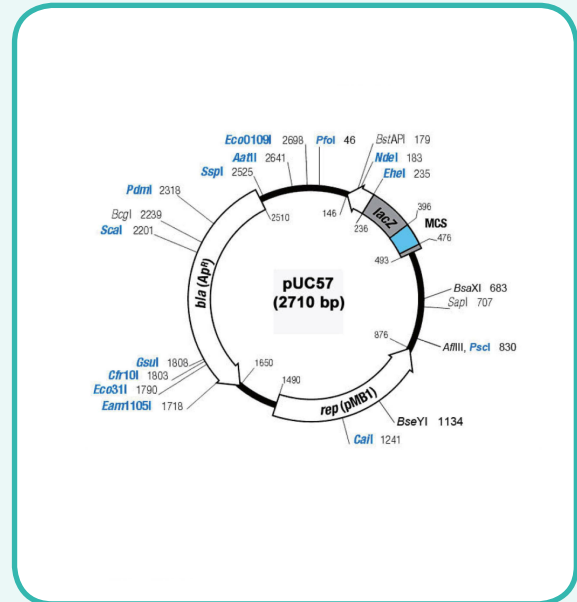 Eco0109I 2698
PfoI 46
BstAPI 179
AatII 2641
NdeI 183
SspI 2525
EheI 235
PdmI 2318
BcgI 2239
ScaI 2201
2510
146
236
lacZ
396
MCS
476
493
bla (ApR)
pUC57
(2710 bp)
BsaXI 683
SapI 707
876
AflIII, PscI 830
GsuI 1808
Cfr10I 1803
Eco31I 1790
Eam1105I 1718
1650
1490
rep (pMB1)
BseYI 1134
CaiI 1241